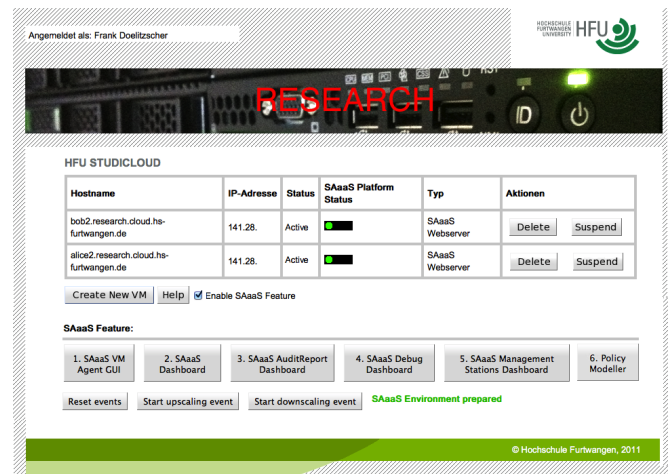 Angemeldet als: Frank Doelitzscher
HOCHSCHULE
FURTWANGEN
UNIVERSITY
HFU
RESEARCH
HFU STUDICLOUD
Hostname IP-Adresse Status SAaaS Platform Status Typ Aktionen
bob2.research.cloud.hs-furtwangen.de 141.28. Active SAaaS Webserver Delete Suspend
alice2.research.cloud.hs-furtwangen.de 141.28. Active SAaaS Webserver Delete Suspend
Create New VM Help Enable SAaaS Feature
SAaaS Feature:
1. SAaaS VM Agent GUI
2. SAaaS Dashboard
3. SAaaS AuditReport Dashboard
4. SAaaS Debug Dashboard
5. SAaaS Management Stations Dashboard
6. Policy Modeller
Reset events Start upscaling event Start downscaling event SAaaS Environment prepared
© Hochschule Furtwangen, 2011